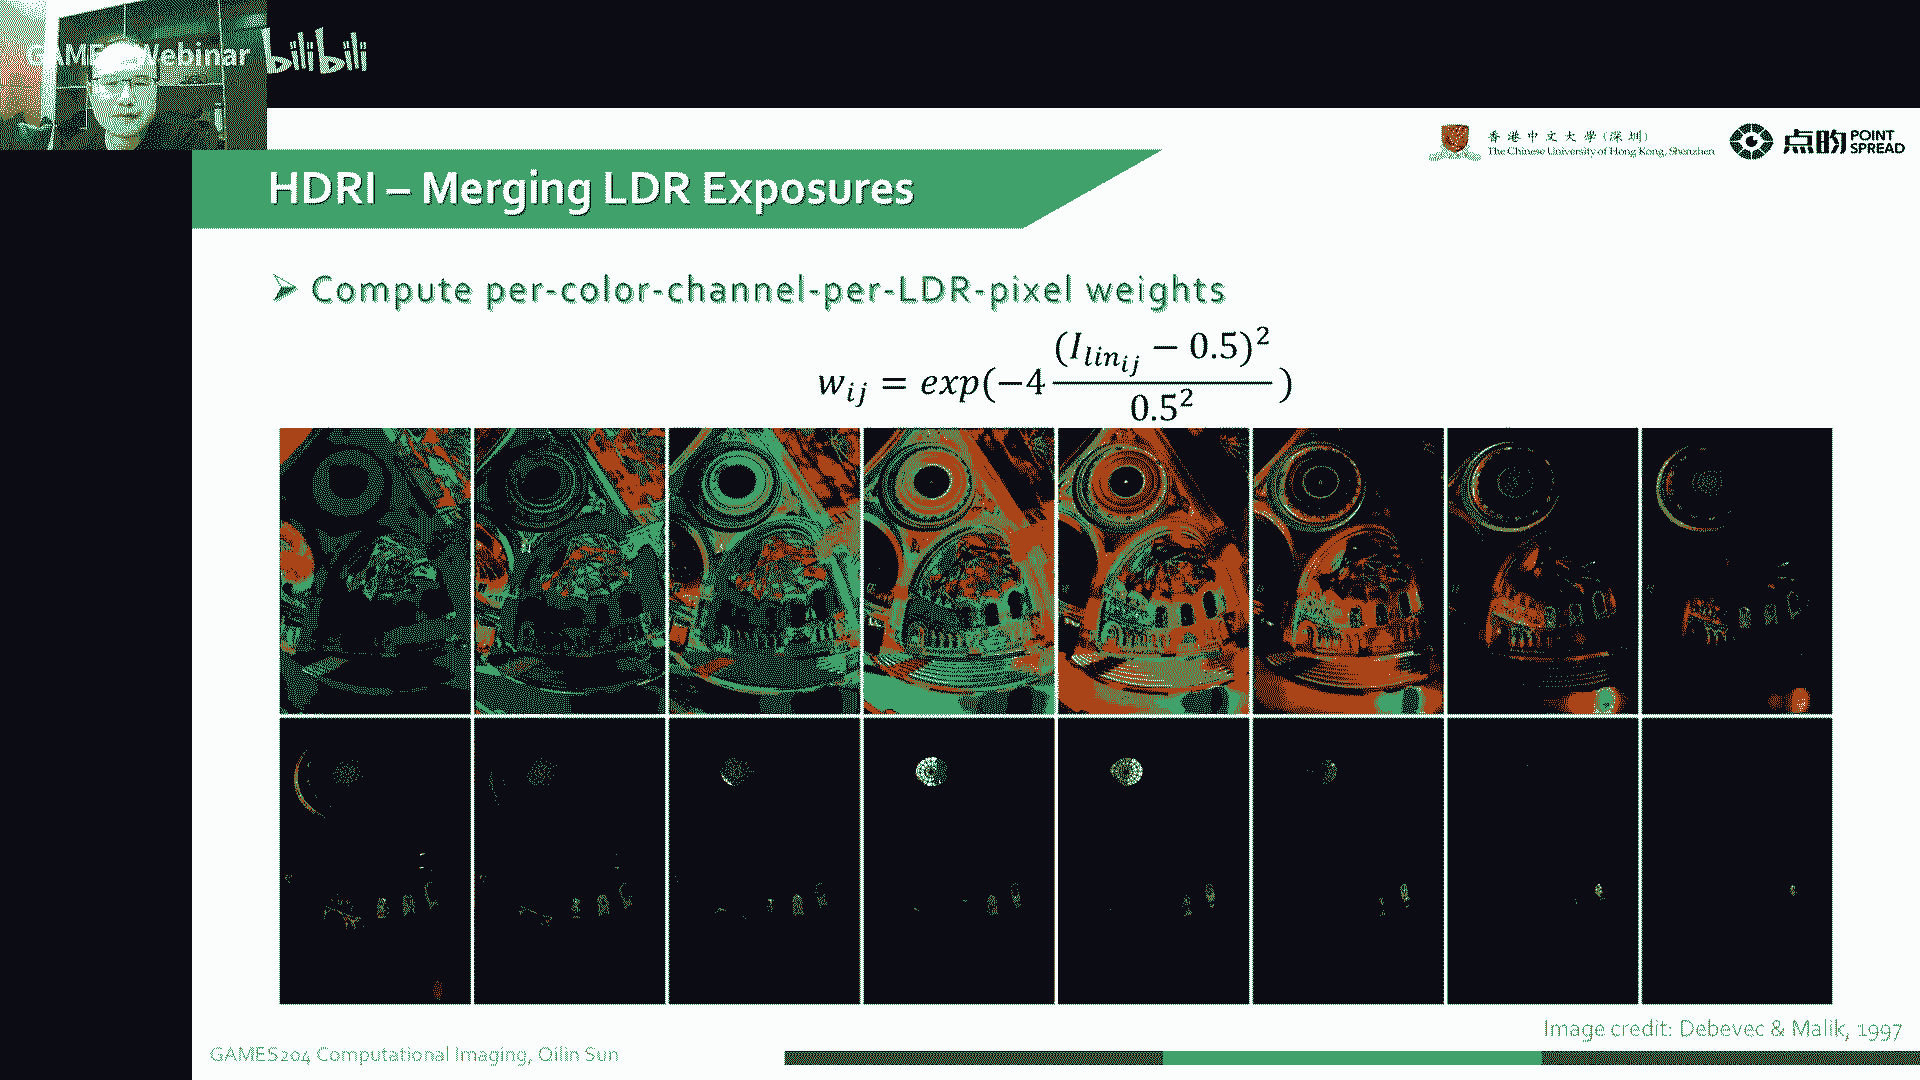 GAMES Webinar bilibili
香港中文大學(深圳)
The Chinese University of Hong Kong, Shenzhen
点昀 POINT SPREAD
HDRI – Merging LDR Exposures
➢ Compute per-color-channel-per-LDR-pixel weights
w_{ij} = exp(-4 \frac{(I_{lin_{ij}} - 0.5)^2}{0.5^2})
Image credit: Debevec & Malik, 1997
GAMES204 Computational Imaging, Qilin Sun